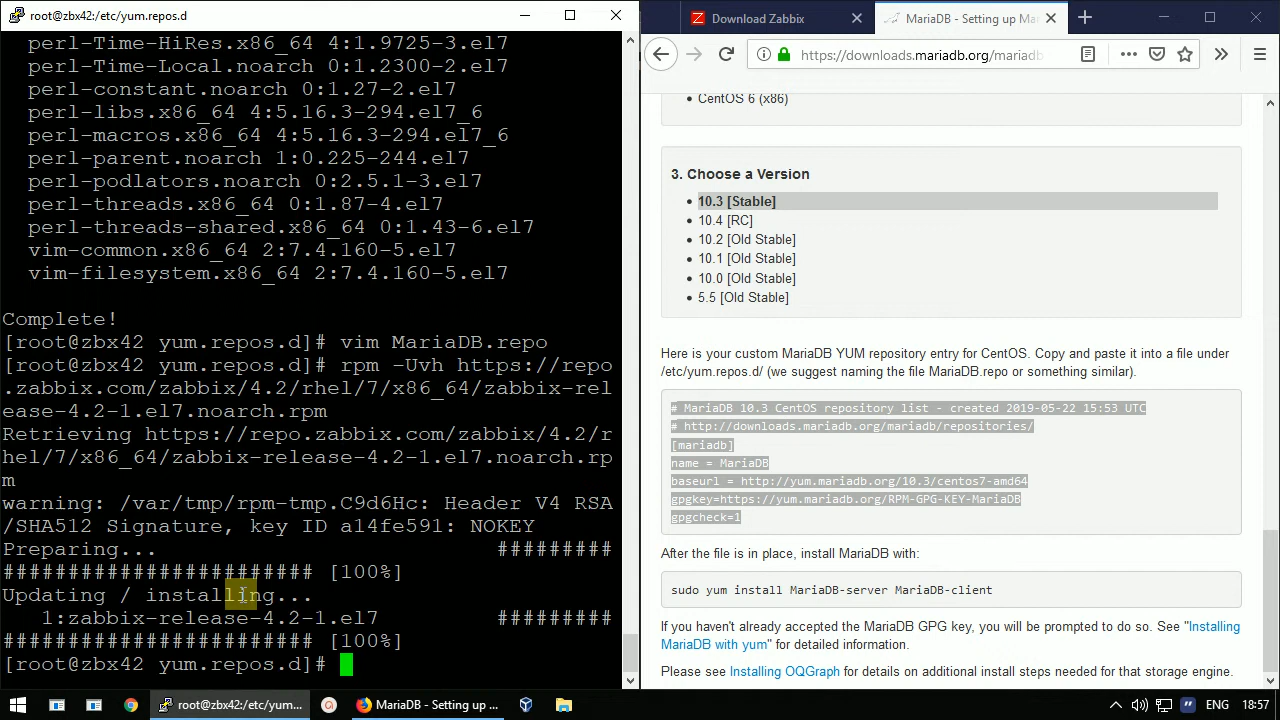 root@zbx42:/etc/yum.repos.d
perl-Time-HiRes.x86_64 4:1.9725-3.el7
perl-Time-Local.noarch 0:1.2300-2.el7
perl-constant.noarch 0:1.27-2.el7
perl-libs.x86_64 4:5.16.3-294.el7_6
perl-macros.x86_64 4:5.16.3-294.el7_6
perl-parent.noarch 1:0.225-244.el7
perl-podlators.noarch 0:2.5.1-3.el7
perl-threads.x86_64 0:1.87-4.el7
perl-threads-shared.x86_64 0:1.43-6.el7
vim-common.x86_64 2:7.4.160-5.el7
vim-filesystem.x86_64 2:7.4.160-5.el7
Complete!
[root@zbx42 yum.repos.d]# vim MariaDB.repo
[root@zbx42 yum.repos.d]# rpm -Uvh https://repo
.zabbix.com/zabbix/4.2/rhel/7/x86_64/zabbix-rel
ease-4.2-1.el7.noarch.rpm
Retrieving https://repo.zabbix.com/zabbix/4.2/r
hel/7/x86_64/zabbix-release-4.2-1.el7.noarch.rp
m
warning: /var/tmp/rpm-tmp.C9d6Hc: Header V4 RSA
/SHA512 Signature, key ID a14fe591: NOKEY
Preparing... #########
######################## [100%]
Updating / installing...
1:zabbix-release-4.2-1.el7 #########
######################## [100%]
[root@zbx42 yum.repos.d]#
Z Download Zabbix
MariaDB - Setting up Ma
https://downloads.mariadb.org/mariadb
• CentOS 6 (x86)
3. Choose a Version
• 10.3 [Stable]
• 10.4 [RC]
• 10.2 [Old Stable]
• 10.1 [Old Stable]
• 10.0 [Old Stable]
• 5.5 [Old Stable]
Here is your custom MariaDB YUM repository entry for CentOS. Copy and paste it into a file under
/etc/yum.repos.d/ (we suggest naming the file MariaDB.repo or something similar).
# MariaDB 10.3 CentOS repository list - created 2019-05-22 15:53 UTC
# http://downloads.mariadb.org/mariadb/repositories/
[mariadb]
name = MariaDB
baseurl = http://yum.mariadb.org/10.3/centos7-amd64
gpgkey=https://yum.mariadb.org/RPM-GPG-KEY-MariaDB
gpgcheck=1
After the file is in place, install MariaDB with:
sudo yum install MariaDB-server MariaDB-client
If you haven't already accepted the MariaDB GPG key, you will be prompted to do so. See "Installing
MariaDB with yum" for detailed information.
Please see Installing OQGraph for details on additional install steps needed for that storage engine.
root@zbx42:/etc/yum...
MariaDB - Setting up ...
ENG
18:57